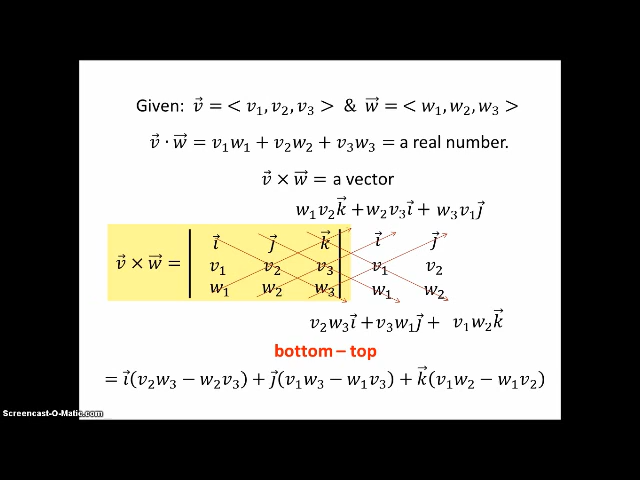 Given: v⃗ = < v₁, v₂, v₃ > & w⃗ = < w₁, w₂, w₃ >
v⃗ · w⃗ = v₁w₁ + v₂w₂ + v₃w₃ = a real number.
v⃗ × w⃗ = a vector
w₁v₂k⃗ +w₂v₃i⃗ + w₃v₁j⃗
i⃗ j⃗ k⃗ i⃗ j⃗
v⃗ × w⃗ = v₁ v₂ v₃ v₁ v₂
w₁ w₂ w₃ w₁ w₂
v₂w₃i⃗ +v₃w₁j⃗ + v₁w₂k⃗
bottom – top
= i⃗(v₂w₃ − w₂v₃) + j⃗(v₁w₃ − w₁v₃) + k⃗(v₁w₂ − w₁v₂)
Screencast-O-Matic.com